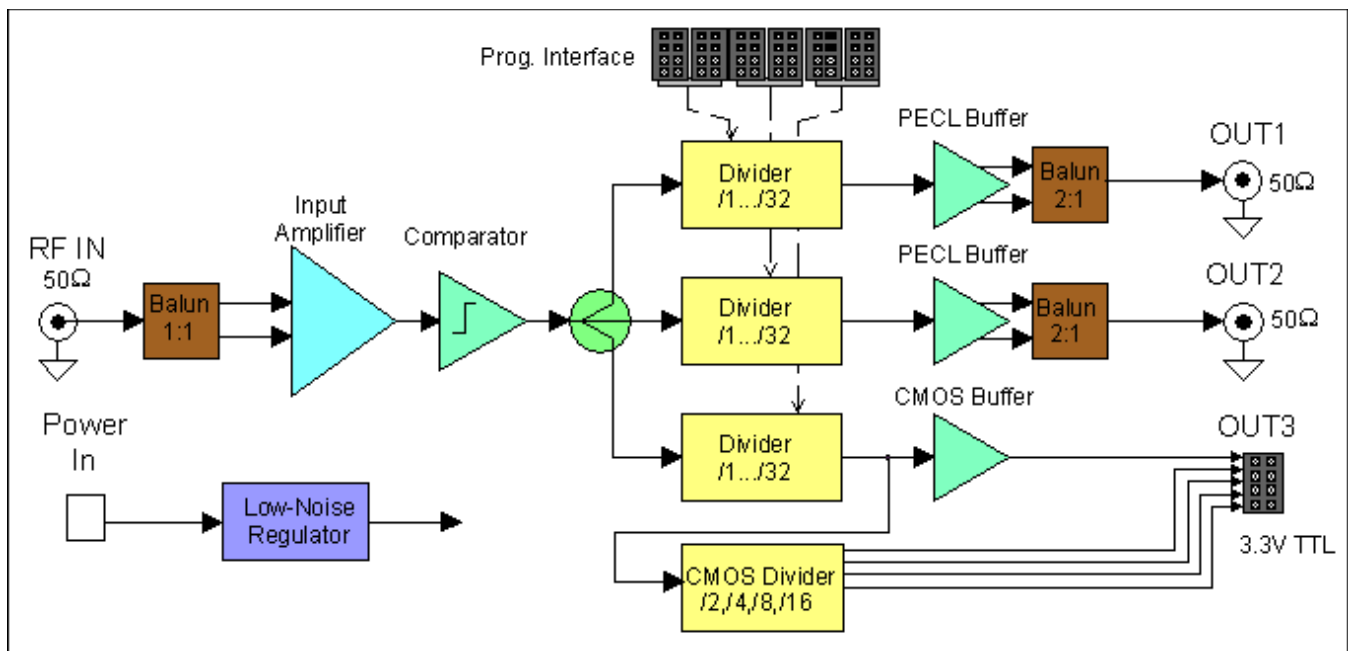 Prog. Interface
PECL Buffer
OUT1
Divider
/1.../32
Balun
2:1
50Ω
Input
Amplifier
Comparator
RF IN
50Ω
Balun
1:1
PECL Buffer
OUT2
Divider
/1.../32
Balun
2:1
50Ω
CMOS Buffer
OUT3
Divider
/1.../32
Power
In
Low-Noise
Regulator
3.3V TTL
CMOS Divider
/2,/4,/8,/16